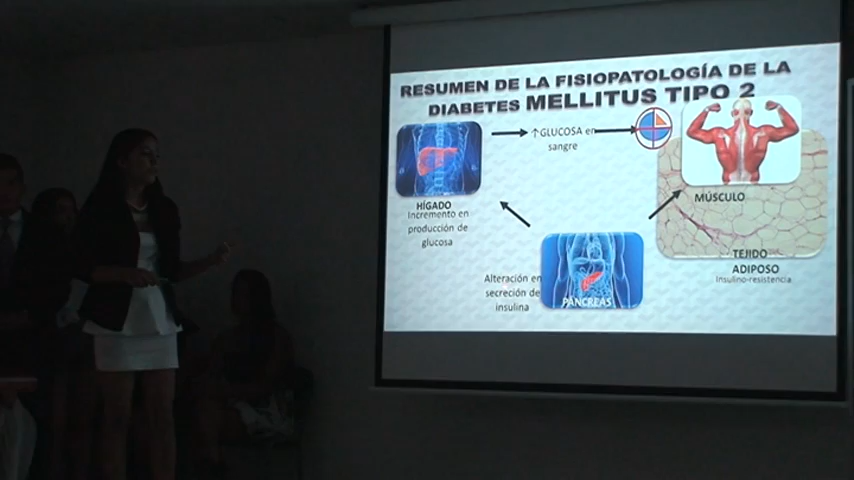 RESUMEN DE LA FISIOPATOLOGÍA DE LA
DIABETES MELLITUS TIPO 2
↑GLUCOSA en
sangre
HÍGADO
Incremento en
producción de
glucosa
MÚSCULO
TEJIDO
ADIPOSO
Insulino-resistencia
Alteración en
secreción de
insulina
PÁNCREAS